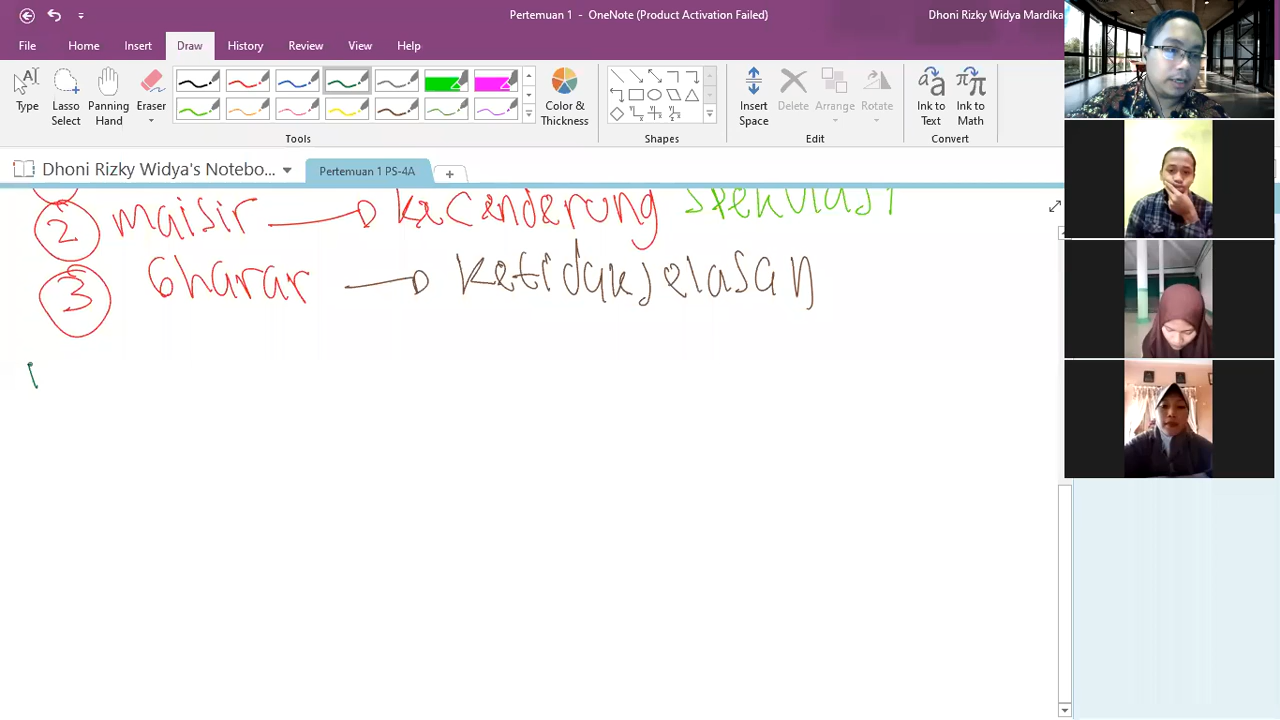 Pertemuan 1 - OneNote (Product Activation Failed)
Dhoni Rizky Widya Mardika
File Home Insert Draw History Review View Help
Type Lasso Select Panning Hand Eraser Color & Thickness Insert Space Delete Arrange Rotate Ink to Text Ink to Math
Tools Shapes Edit Convert
Dhoni Rizky Widya's Notebo... Pertemuan 1 PS-4A
2 maisir kecenderung spekulasi
3 Gharar ketidakjelasan